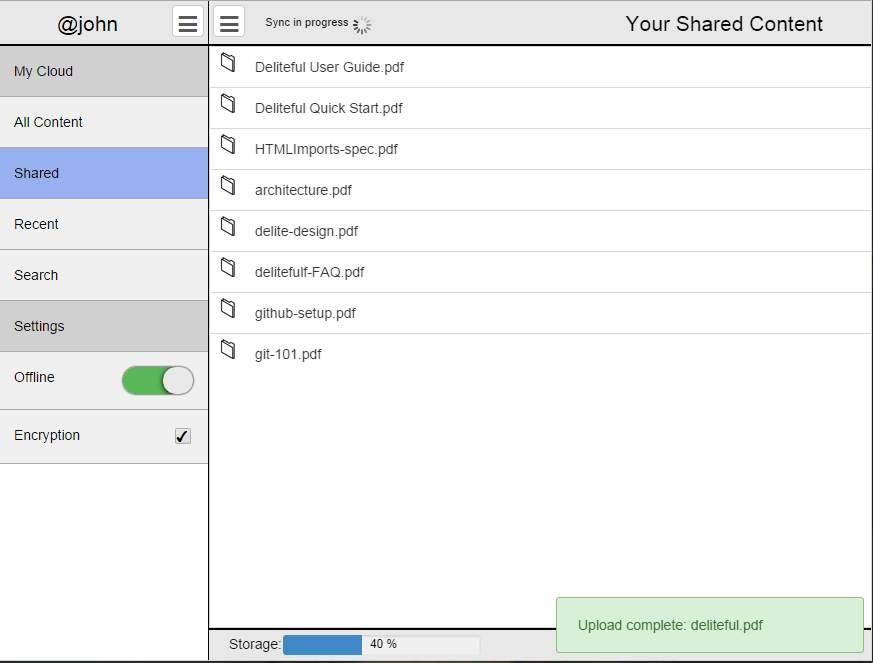 @john
Sync in progress
Your Shared Content
My Cloud
All Content
Shared
Recent
Search
Settings
Offline
Encryption
Deliteful User Guide.pdf
Deliteful Quick Start.pdf
HTMLImports-spec.pdf
architecture.pdf
delite-design.pdf
delitefulf-FAQ.pdf
github-setup.pdf
git-101.pdf
Storage: 40 %
Upload complete: deliteful.pdf